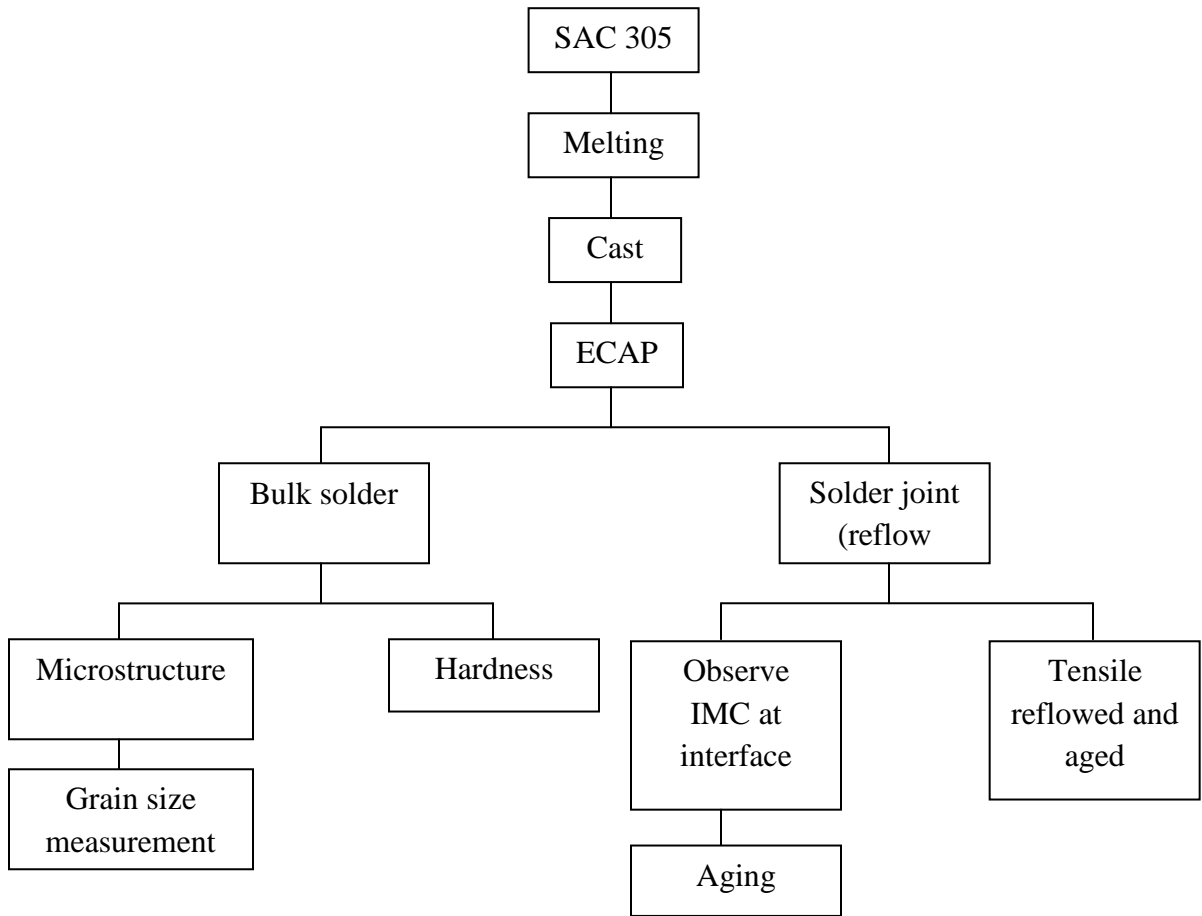 SAC 305
Melting
Cast
ECAP
Bulk solder
Solder joint
(reflow
Microstructure
Hardness
Observe
IMC at
interface
Tensile
reflowed and
aged
Grain size
measurement
Aging